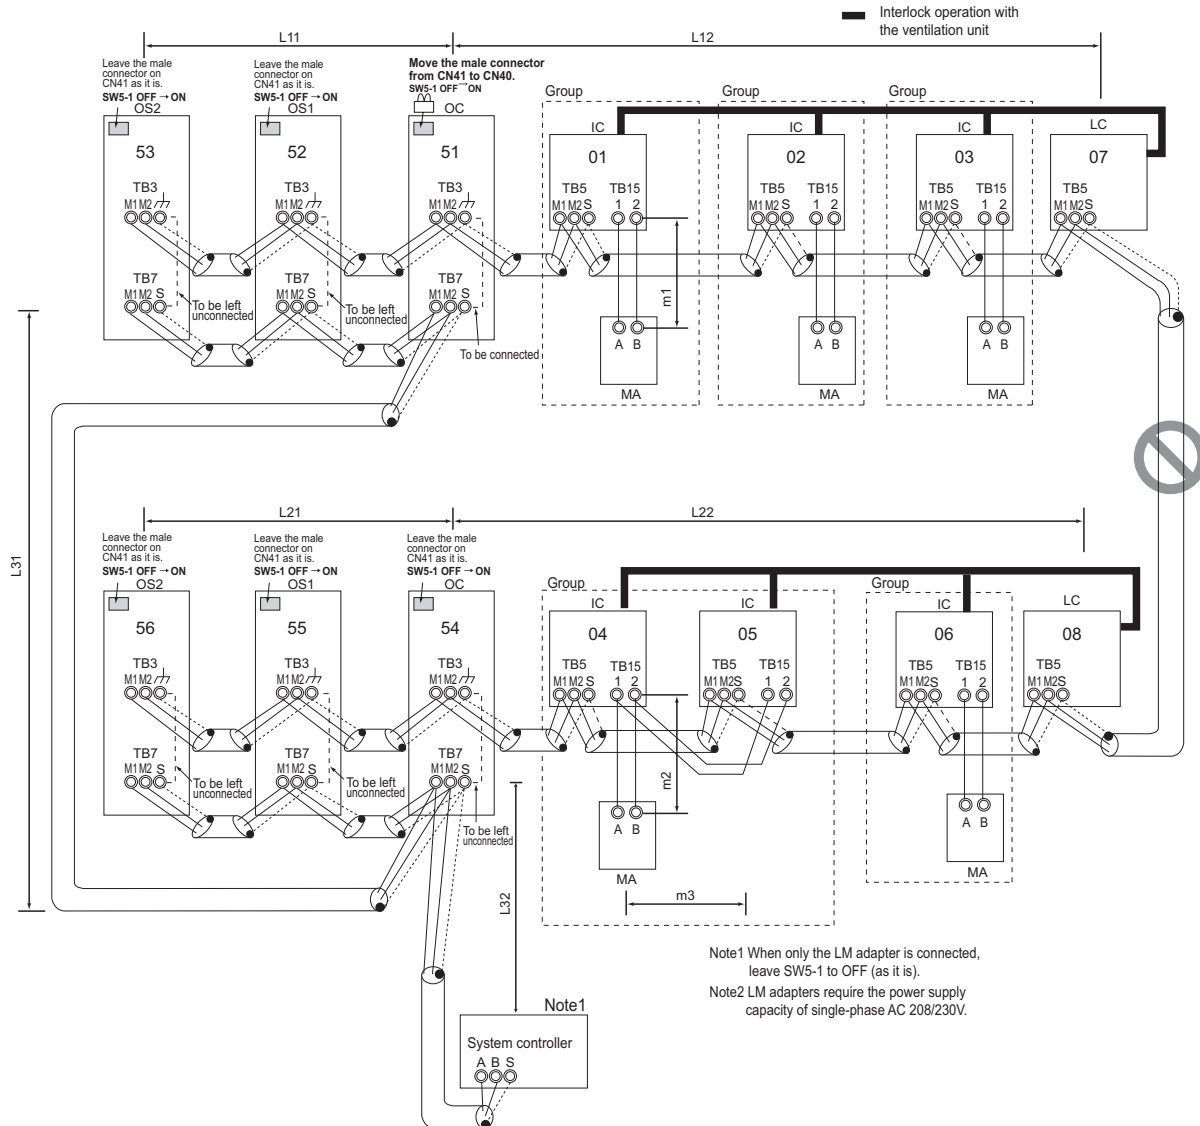 Interlock operation with
the ventilation unit
L11
L12
Leave the male
connector on
CN41 as it is.
SW5-1 OFF → ON
OS2
Leave the male
connector on
CN41 as it is.
SW5-1 OFF → ON
OS1
Move the male connector
from CN41 to CN40.
SW5-1 OFF → ON
OC
Group
Group
Group
IC
IC
IC
LC
53
52
51
01
02
03
07
TB3
TB3
TB3
TB5 TB15
TB5 TB15
TB5 TB15
TB5
M1 M2
M1 M2
M1 M2
M1 M2 S 1 2
M1 M2 S 1 2
M1 M2 S 1 2
M1 M2 S
TB7
TB7
TB7
M1 M2 S
M1 M2 S
M1 M2 S
To be left
unconnected
To be left
unconnected
To be connected
m1
A B
A B
A B
MA
MA
MA
L31
L21
L22
Leave the male
connector on
CN41 as it is.
SW5-1 OFF → ON
OS2
Leave the male
connector on
CN41 as it is.
SW5-1 OFF → ON
OS1
Leave the male
connector on
CN41 as it is.
SW5-1 OFF → ON
OC
Group
Group
IC
IC
IC
LC
56
55
54
04
05
06
08
TB3
TB3
TB3
TB5 TB15
TB5 TB15
TB5 TB15
TB5
M1 M2
M1 M2
M1 M2
M1 M2 S 1 2
M1 M2 S 1 2
M1 M2 S 1 2
M1 M2 S
TB7
TB7
TB7
M1 M2 S
M1 M2 S
M1 M2 S
To be left
unconnected
To be left
unconnected
To be left
unconnected
m2
A B
A B
MA
MA
m3
L32
Note1 When only the LM adapter is connected,
leave SW5-1 to OFF (as it is).
Note2 LM adapters require the power supply
capacity of single-phase AC 208/230V.
Note1
System controller
A B S